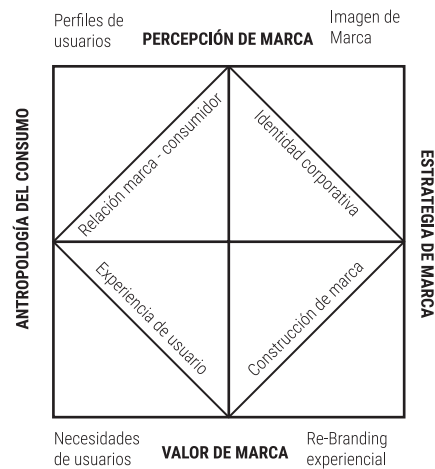 Perfiles de
usuarios
PERCEPCIÓN DE MARCA
Imagen de
Marca
ANTROPOLOGÍA DEL CONSUMO
Relación marca - consumidor
Identidad corporativa
ESTRATEGIA DE MARCA
Experiencia de usuario
Construcción de marca
Necesidades
de usuarios
VALOR DE MARCA
Re-Branding
experiencial